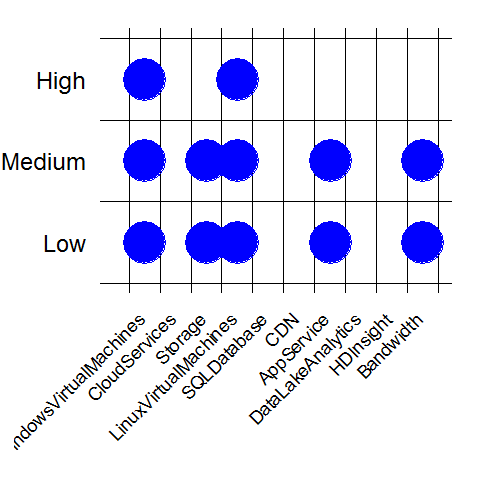 High
Medium
Low
ndowsVirtualMachines
CloudServices
Storage
LinuxVirtualMachines
SQLDatabase
CDN
AppService
DataLakeAnalytics
HDInsight
Bandwidth